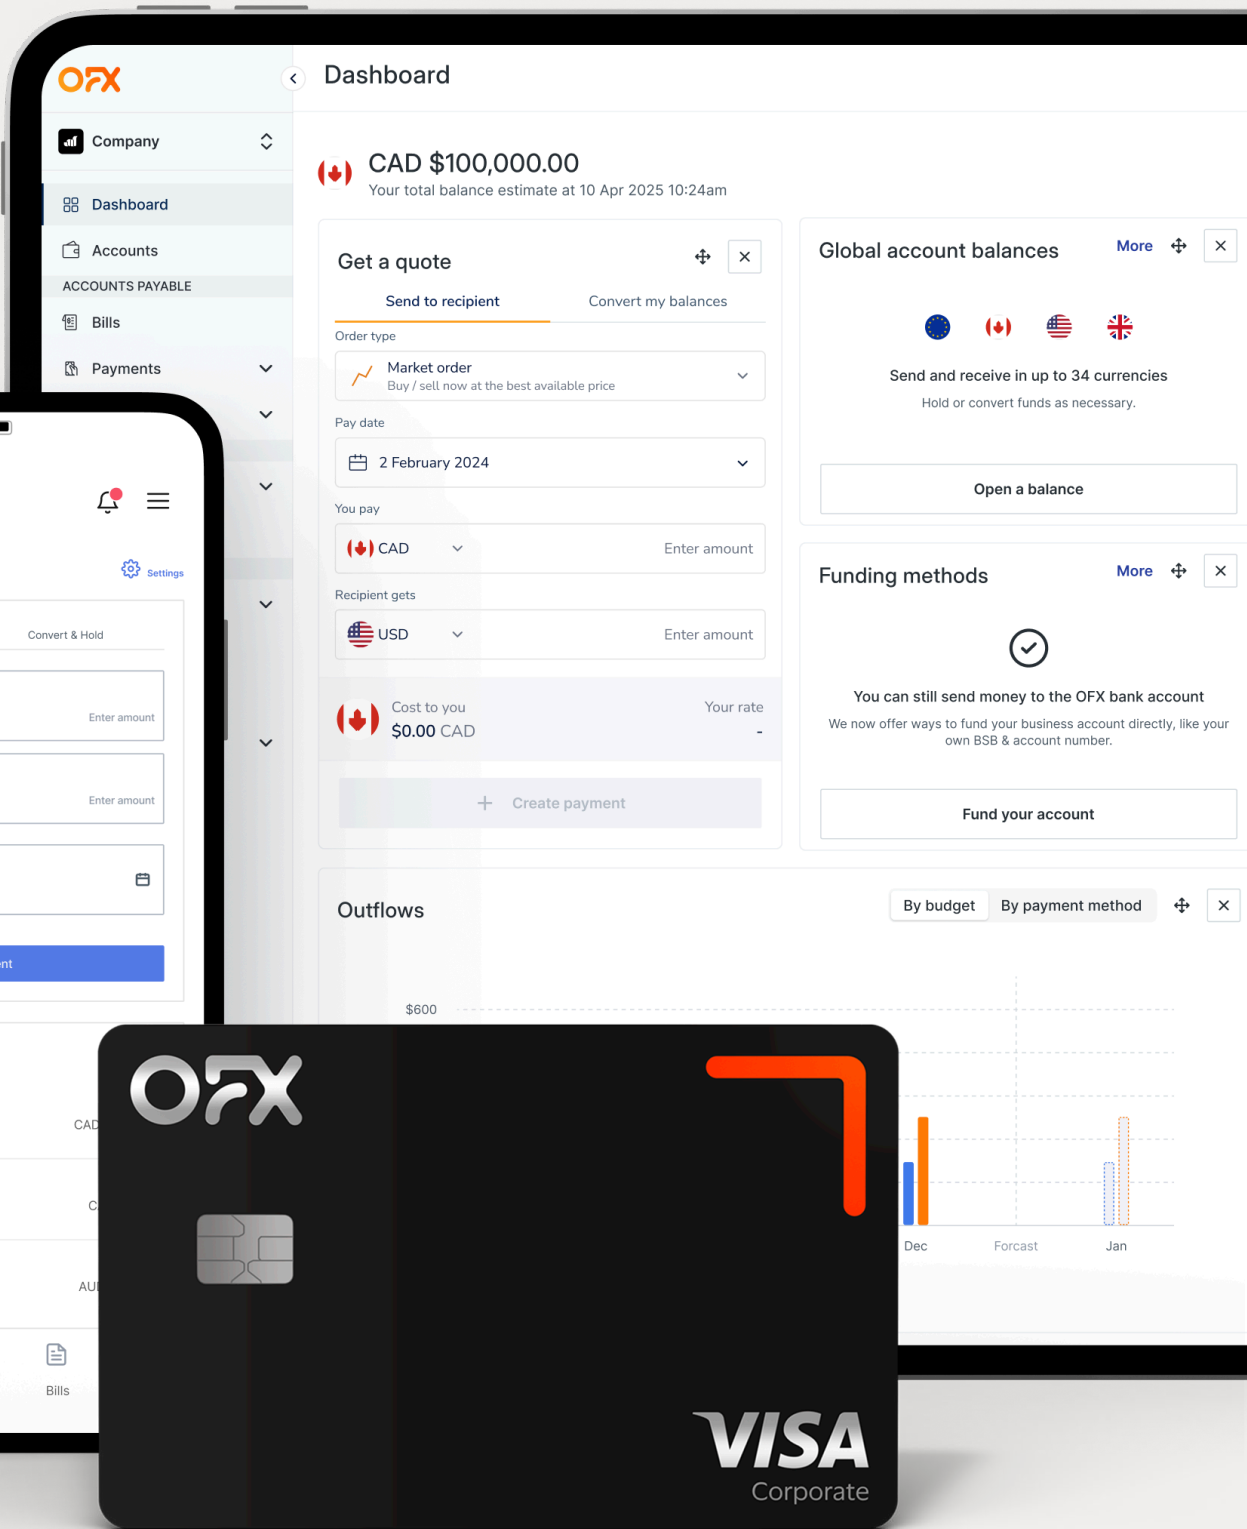 OFX
Dashboard
Company
CAD $100,000.00
Your total balance estimate at 10 Apr 2025 10:24am
Dashboard
Accounts
ACCOUNTS PAYABLE
Bills
Payments
Get a quote
Send to recipient
Convert my balances
Order type
Market order
Buy / sell now at the best available price
Pay date
2 February 2024
You pay
CAD
Enter amount
Recipient gets
USD
Enter amount
Cost to you
Your rate
$0.00 CAD
-
+ Create payment
Global account balances
More
Send and receive in up to 34 currencies
Hold or convert funds as necessary.
Open a balance
Funding methods
More
You can still send money to the OFX bank account
We now offer ways to fund your business account directly, like your
own BSB & account number.
Fund your account
Outflows
By budget
By payment method
$600
Dec
Forcast
Jan
Settings
Convert & Hold
Enter amount
Enter amount
CAD
Bills
OFX
VISA
Corporate